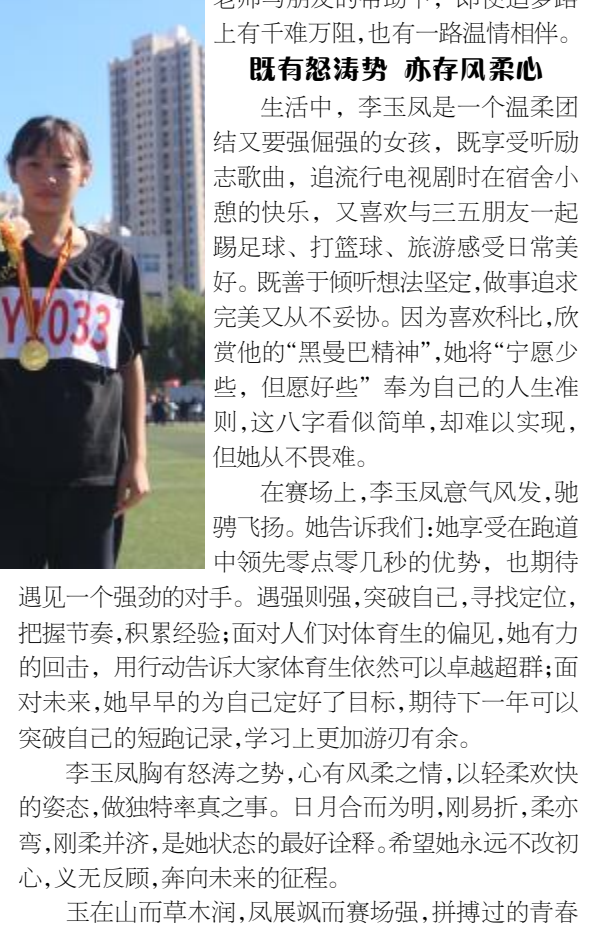 老师与朋友的帮助下，即使追梦路
上有千难万阻，也有一路温情相伴。
既有怒涛势 亦存风柔心
生活中，李玉凤是一个温柔团
结又要强倔强的女孩，既享受听励
志歌曲，追流行电视剧时在宿舍小
憩的快乐，又喜欢与三五朋友一起
踢足球、打篮球、旅游感受日常美
好。既善于倾听想法坚定，做事追求
完美又从不妥协。因为喜欢科比，欣
赏他的“黑曼巴精神”，她将“宁愿少
些，但愿好些”奉为自己的人生准
则，这八字看似简单，却难以实现，
但她从不畏难。
在赛场上，李玉凤意气风发，驰
骋飞扬。她告诉我们：她享受在跑道
中领先零点零几秒的优势，也期待
遇见一个强劲的对手。遇强则强，突破自己，寻找定位，
把握节奏，积累经验；面对人们对体育生的偏见，她有力
的回击，用行动告诉大家体育生依然可以卓越超群；面
对未来，她早早的为自己定好了目标，期待下一年可以
突破自己的短跑记录，学习上更加游刃有余。
李玉凤胸有怒涛之势，心有风柔之情，以轻柔欢快
的姿态，做独特率真之事。日月合而为明，刚易折，柔亦
弯，刚柔并济，是她状态的最好诠释。希望她永远不改初
心，义无反顾，奔向未来的征程。
玉在山而草木润，凤展飒而赛场强，拼搏过的青春
Y1033